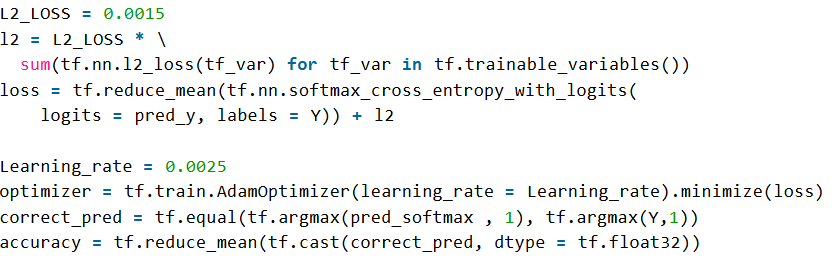 L2_LOSS = 0.0015
l2 = L2_LOSS * \
  sum(tf.nn.l2_loss(tf_var) for tf_var in tf.trainable_variables())
loss = tf.reduce_mean(tf.nn.softmax_cross_entropy_with_logits(
    logits = pred_y, labels = Y)) + l2

Learning_rate = 0.0025
optimizer = tf.train.AdamOptimizer(learning_rate = Learning_rate).minimize(loss)
correct_pred = tf.equal(tf.argmax(pred_softmax , 1), tf.argmax(Y,1))
accuracy = tf.reduce_mean(tf.cast(correct_pred, dtype = tf.float32))